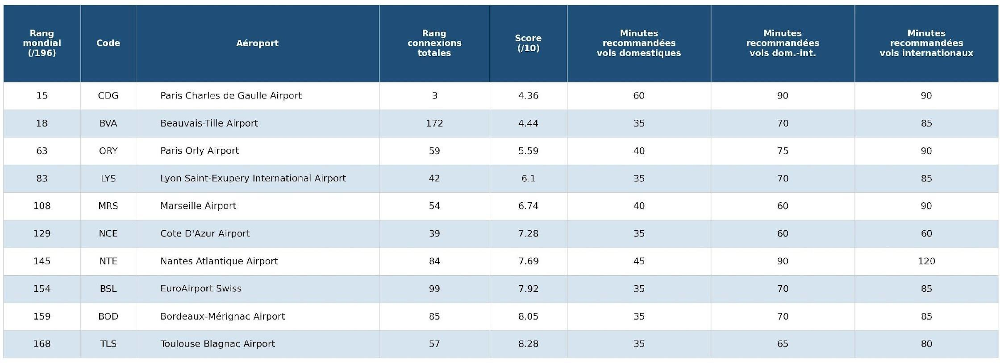 Rang mondial (/196) Code Aéroport Rang connexions totales Score (/10) Minutes recommandées vols domestiques Minutes recommandées vols dom.-int. Minutes recommandées vols internationaux
15 CDG Paris Charles de Gaulle Airport 3 4.36 60 90 90
18 BVA Beauvais-Tille Airport 172 4.44 35 70 85
63 ORY Paris Orly Airport 59 5.59 40 75 90
83 LYS Lyon Saint-Exupery International Airport 42 6.1 35 70 85
108 MRS Marseille Airport 54 6.74 40 60 90
129 NCE Cote D'Azur Airport 39 7.28 35 60 60
145 NTE Nantes Atlantique Airport 84 7.69 45 90 120
154 BSL EuroAirport Swiss 99 7.92 35 70 85
159 BOD Bordeaux-Mérignac Airport 85 8.05 35 70 85
168 TLS Toulouse Blagnac Airport 57 8.28 35 65 80